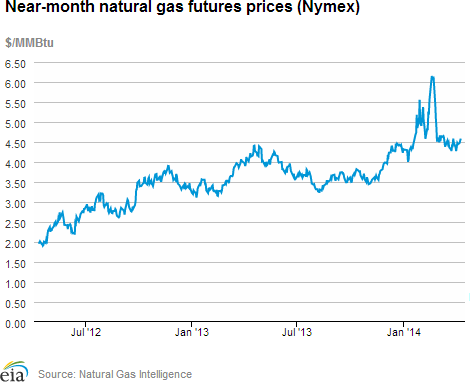 Near-month natural gas futures prices (Nymex)
$/MMBtu
6.50
6.00
5.50
5.00
4.50
4.00
3.50
3.00
2.50
2.00
1.50
1.00
0.50
0.00
Jul '12
Jan '13
Jul '13
Jan '14
eia
Source: Natural Gas Intelligence